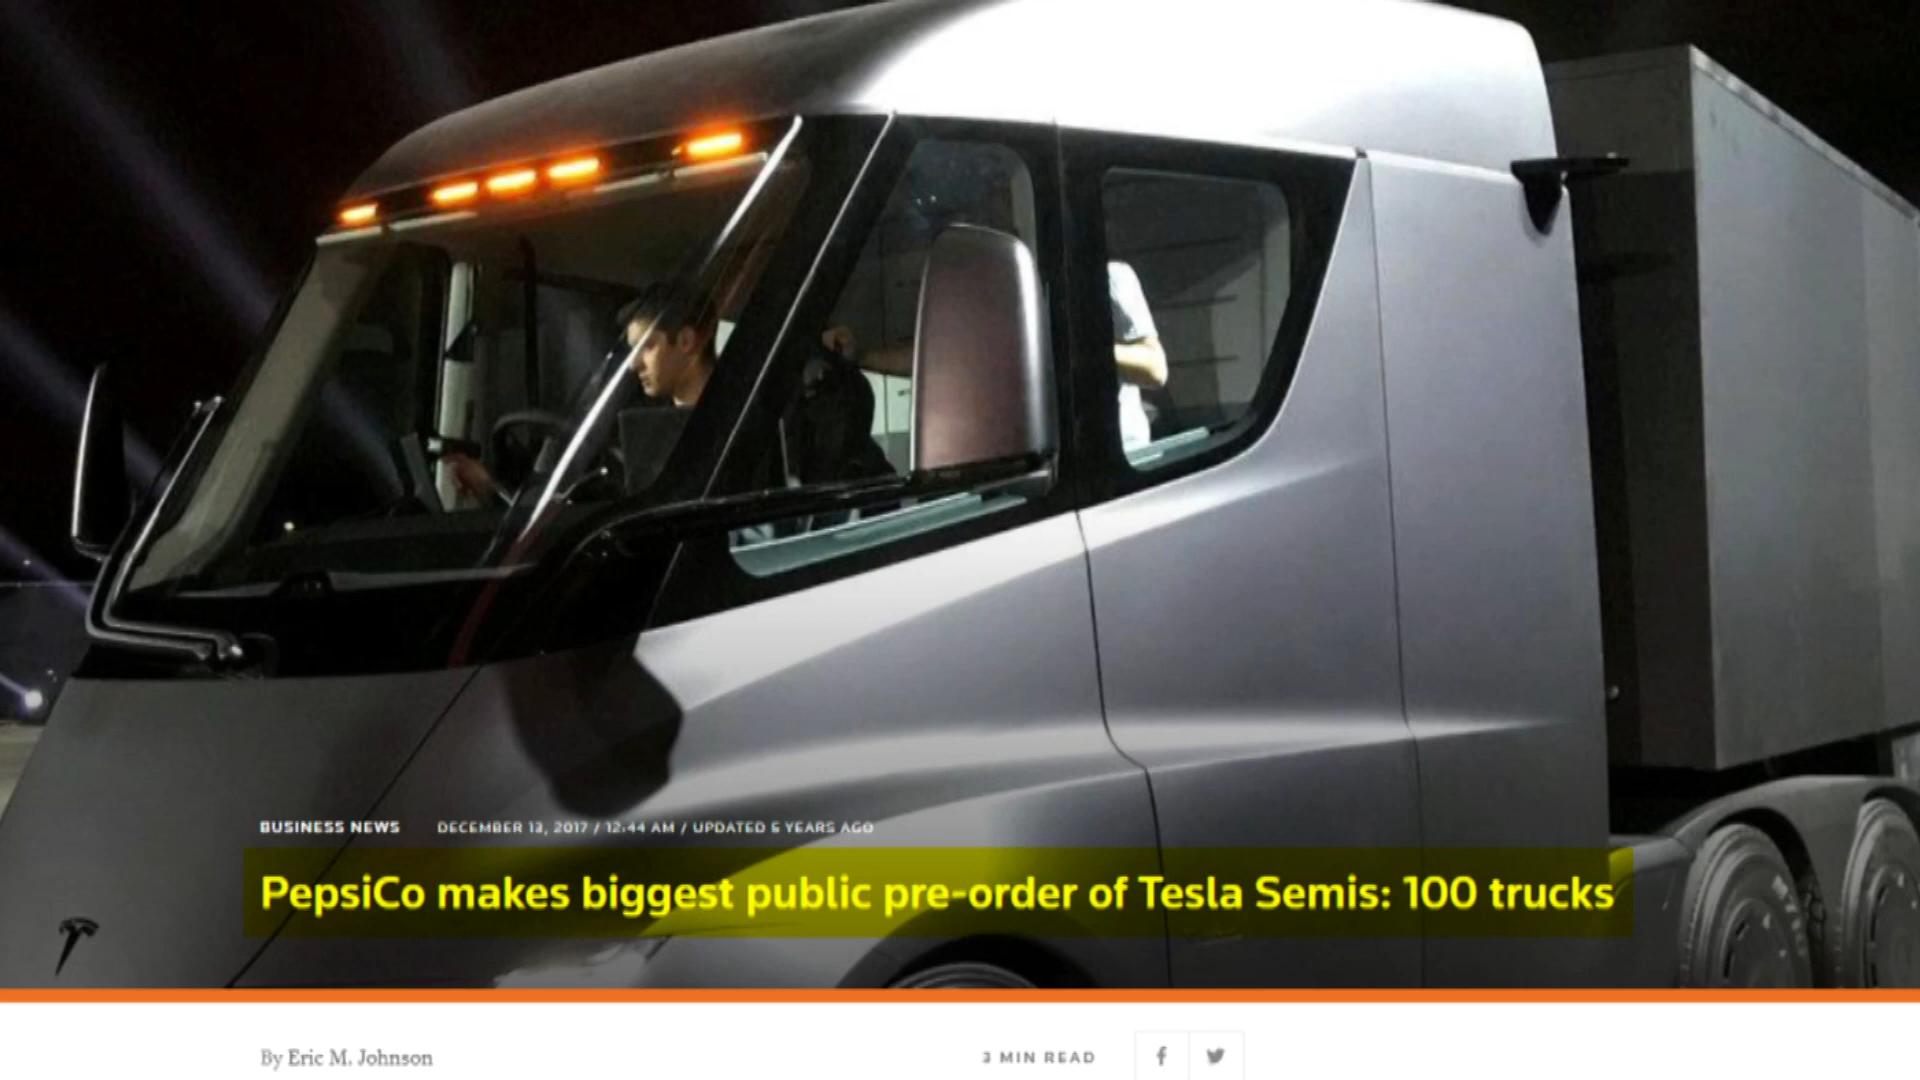 BUSINESS NEWS DECEMBER 13, 2017 / 12:44 AM / UPDATED 5 YEARS AGO
PepsiCo makes biggest public pre-order of Tesla Semis: 100 trucks
By Eric M. Johnson 3 MIN READ